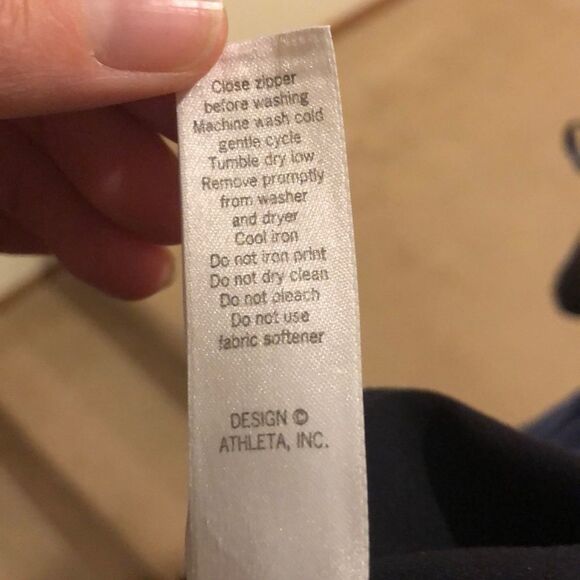 Close zipper
before washing
Machine wash cold
gentle cycle
Tumble dry low
Remove promptly
from washer
and dryer
Cool iron
Do not iron print
Do not dry clean
Do not bleach
Do not use
fabric softener
DESIGN ©
ATHLETA, INC.